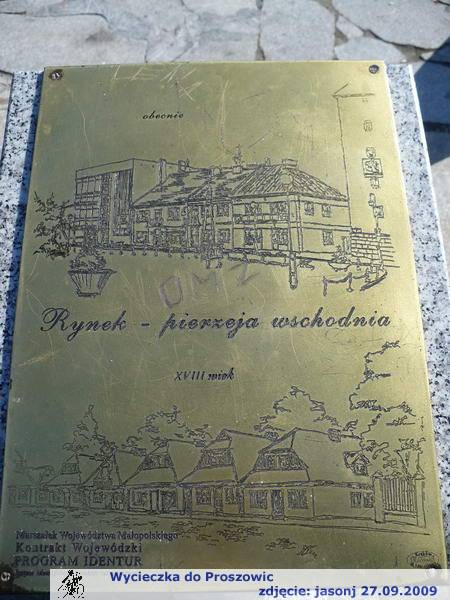 obecnie
OMZ
Rynek - pierzeja wschodnia
XVIII wiek
Marszałek Województwa Małopolskiego
Kontrakt Wojewódzki
PROGRAM IDENTUR
Wycieczka do Proszowic
zdjęcie: jasonj 27.09.2009